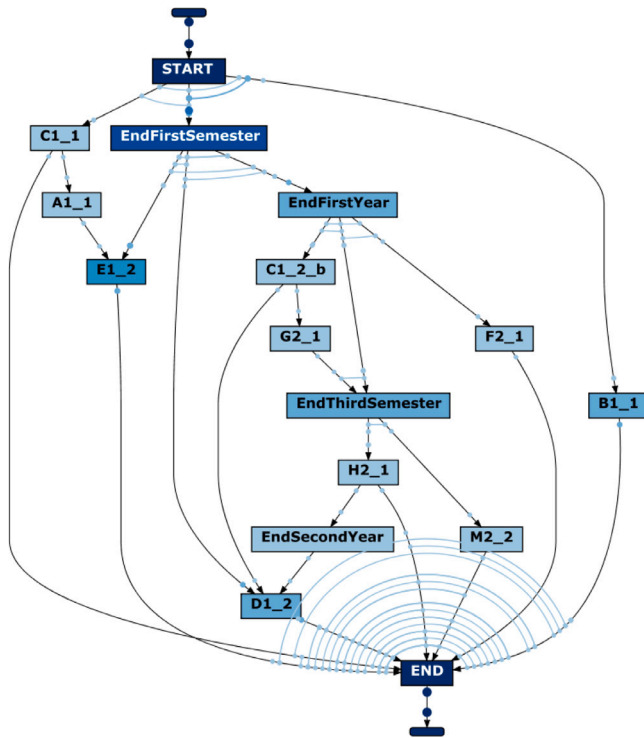 START
C1_1
EndFirstSemester
A1_1
EndFirstYear
E1_2
C1_2_b
G2_1
F2_1
EndThirdSemester
B1_1
H2_1
EndSecondYear
M2_2
D1_2
END